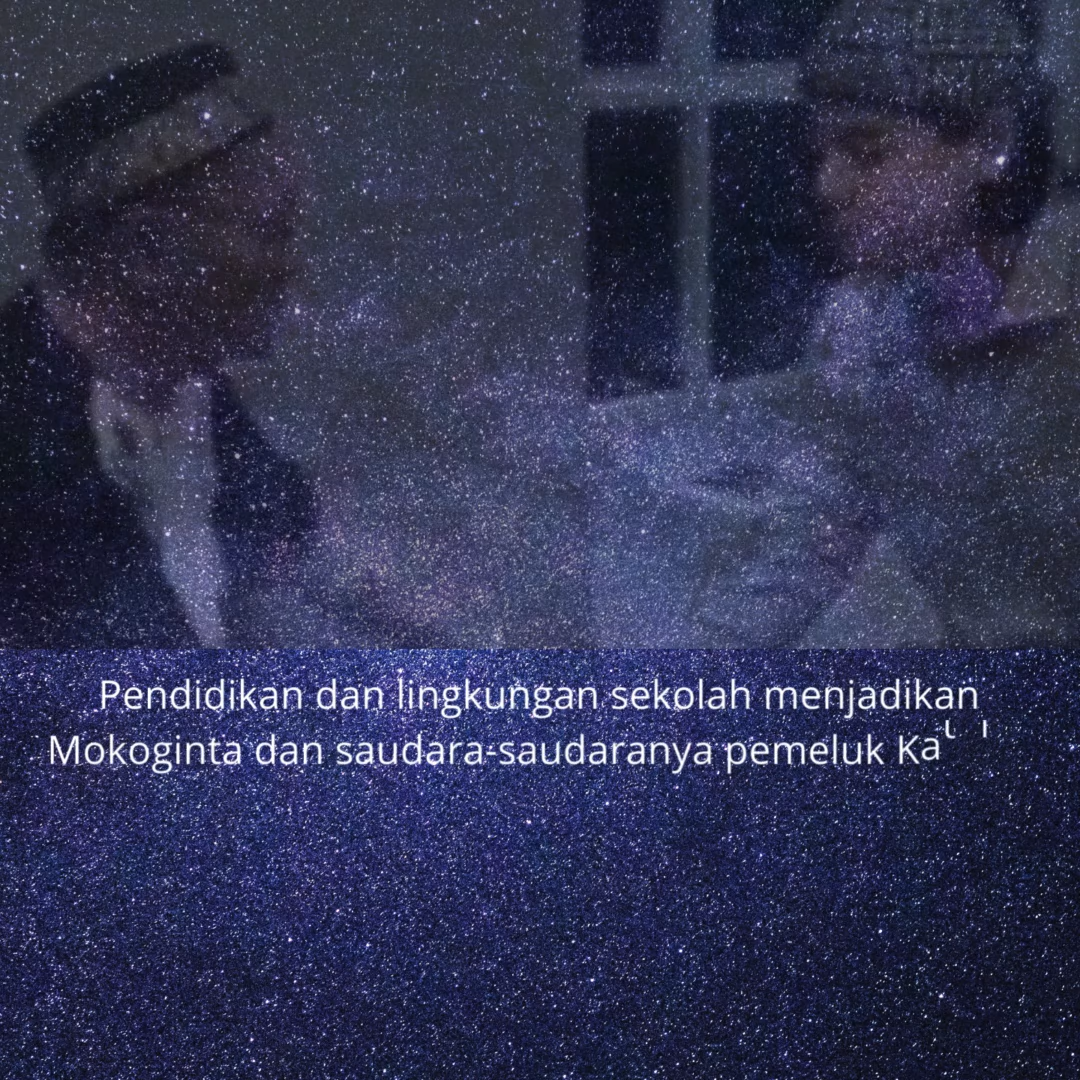 Pendidikan dan lingkungan sekolah menjadikan
Mokoginta dan saudara-saudaranya pemeluk